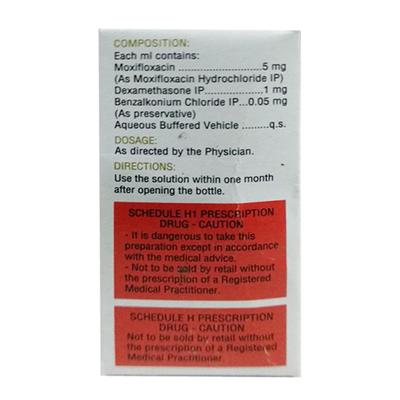 COMPOSITION:
Each ml contains:
Moxifloxacin ....................5 mg
(As Moxifloxacin Hydrochloride IP)
Dexamethasone IP..............1 mg
Benzalkonium Chloride IP...0.05 mg
(As preservative)
Aqueous Buffered Vehicle .........q.s.
DOSAGE:
As directed by the Physician.
DIRECTIONS:
Use the solution within one month
after opening the bottle.
SCHEDULE H1 PRESCRIPTION
DRUG - CAUTION
- It is dangerous to take this
preparation except in accordance
with the medical advice.
- Not to be sold by retail without
the prescription of a Registered
Medical Practitioner.
SCHEDULE H PRESCRIPTION
DRUG - CAUTION
Not to be sold by retail without
the prescription of a Registered
Medical Practitioner.